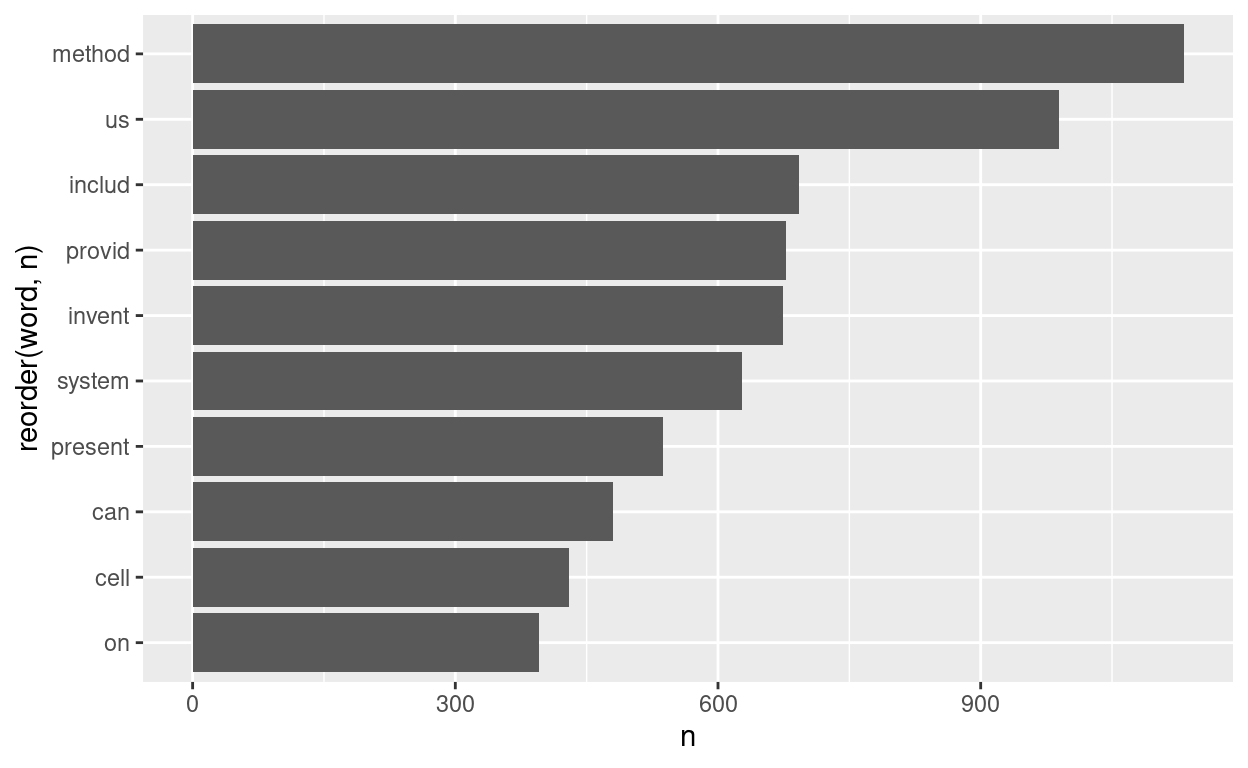 method
us
includ
provid
invent
system
present
can
cell
on
reorder(word, n)
0 300 600 900
n